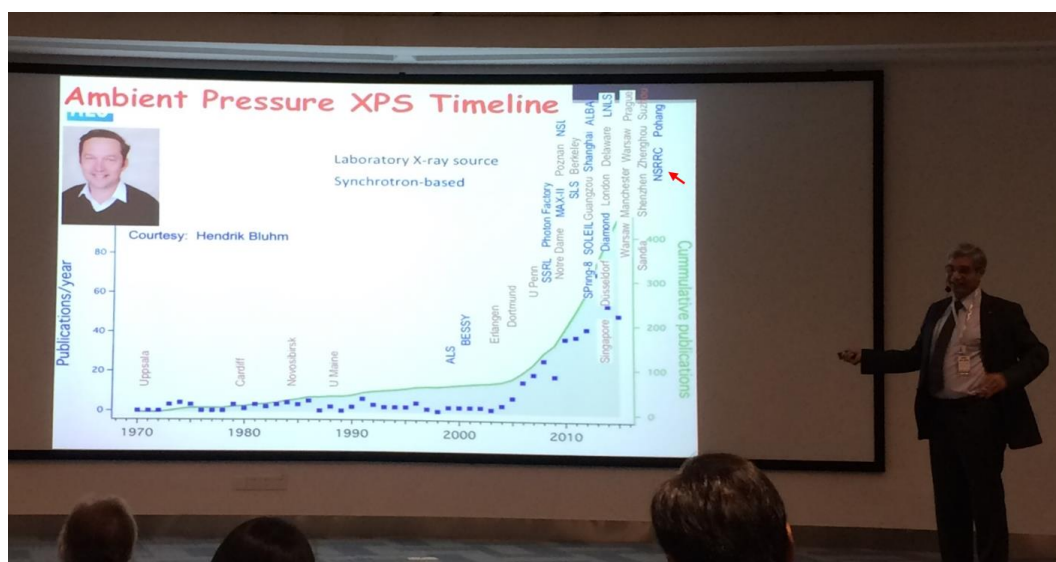 Ambient Pressure XPS Timeline
Laboratory X-ray source
Synchrotron-based
Courtesy: Hendrik Bluhm
Publications/year
80
60
40
20
0
1970
1980
1990
2000
2010
Uppsala
Cardiff
Novosibirsk
U Maine
ALS
BESSY
Erlangen
Dortmund
U Penn
SSRL Photon Factory
Notre Dame MAX-II Poznan NSL
SLS Berkeley
SPring-8 SOLEIL Guangzou Shanghai ALBA
Singapore Düsseldorf Diamond London Delaware LNLS
Warsaw Manchester Warsaw Prague
Sandia Shenzhen Zhenghou
NSRRC Pohang
400
300
200
100
0
Cummulative publications